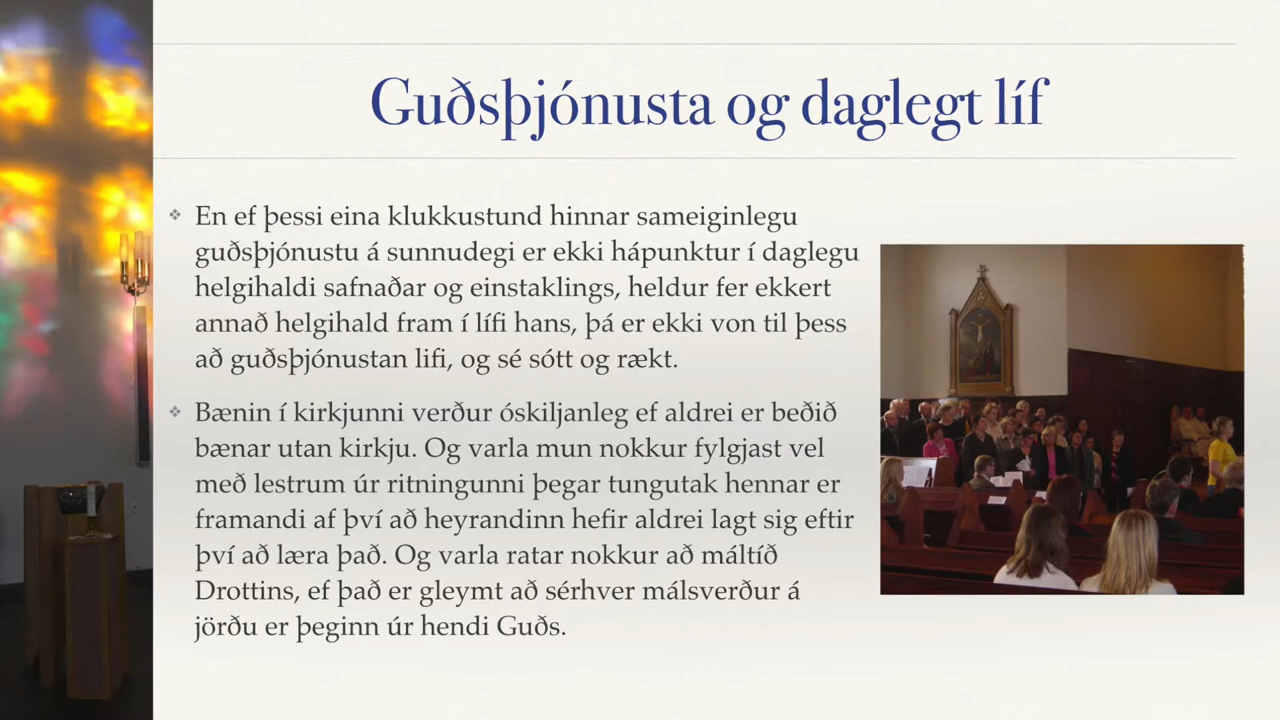 Guðsþjónusta og daglegt líf
En ef þessi eina klukkustund hinnar sameiginlegu
guðsþjónustu á sunnudegi er ekki hápunktur í daglegu
helgihaldi safnaðar og einstaklings, heldur fer ekkert
annað helgihald fram í lífi hans, þá er ekki von til þess
að guðsþjónustan lifi, og sé sótt og rækt.
Bænin í kirkjunni verður óskiljanleg ef aldrei er beðið
bænar utan kirkju. Og varla mun nokkur fylgjast vel
með lestrum úr ritningunni þegar tungutak hennar er
framandi af því að heyrandinn hefir aldrei lagt sig eftir
því að læra það. Og varla ratar nokkur að máltíð
Drottins, ef það er gleymt að sérhver málsverður á
jörðu er þeginn úr hendi Guðs.